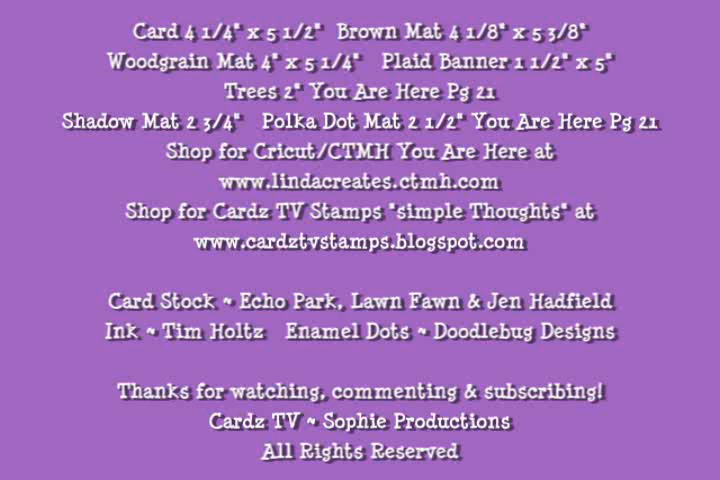 Card 4 1/4" x 5 1/2" Brown Mat 4 1/8" x 5 3/8"
Woodgrain Mat 4" x 5 1/4" Plaid Banner 1 1/2" x 5"
Trees 2" You Are Here Pg 21
Shadow Mat 2 3/4" Polka Dot Mat 2 1/2" You Are Here Pg 21
Shop for Cricut/CTMH You Are Here at
www.lindacreates.ctmh.com
Shop for Cardz TV Stamps "simple Thoughts" at
www.cardztvstamps.blogspot.com
Card Stock ~ Echo Park, Lawn Fawn & Jen Hadfield
Ink ~ Tim Holtz Enamel Dots ~ Doodlebug Designs
Thanks for watching, commenting & subscribing!
Cardz TV ~ Sophie Productions
All Rights Reserved